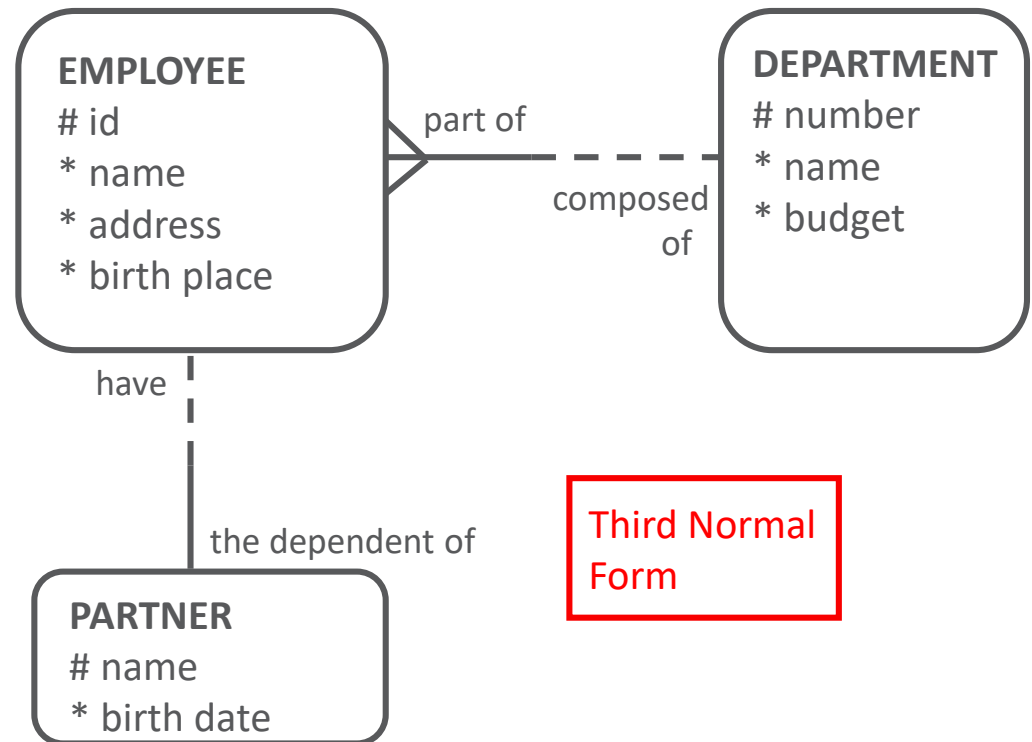 EMPLOYEE
# id
* name
* address
* birth place
part of
composed
of
DEPARTMENT
# number
* name
* budget
have
the dependent of
PARTNER
# name
* birth date
Third Normal
Form